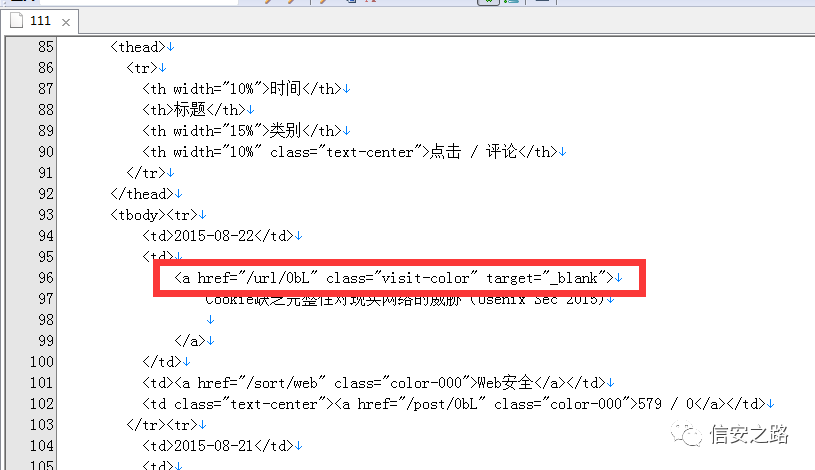 111
85 <thead>↓
86 <tr>↓
87 <th width="10%">时间</th>↓
88 <th>标题</th>↓
89 <th width="15%">类别</th>↓
90 <th width="10%" class="text-center">点击 / 评论</th>↓
91 </tr>↓
92 </thead>↓
93 <tbody><tr>↓
94 <td>2015-08-22</td>↓
95 <td>↓
96 <a href="/url/0bL" class="visit-color" target="_blank">↓
97 Cookie缺乏完整性对现实网络的威胁 (Usenix Sec 2015)↓
98 ↓
99 </a>↓
100 </td>↓
101 <td><a href="/sort/web" class="color-000">Web安全</a></td>↓
102 <td class="text-center"><a href="/post/0bL" class="color-000">579 / 0</a></td>↓
103 </tr><tr>↓
104 <td>2015-08-21</td>↓
105 <td>↓
信安之路